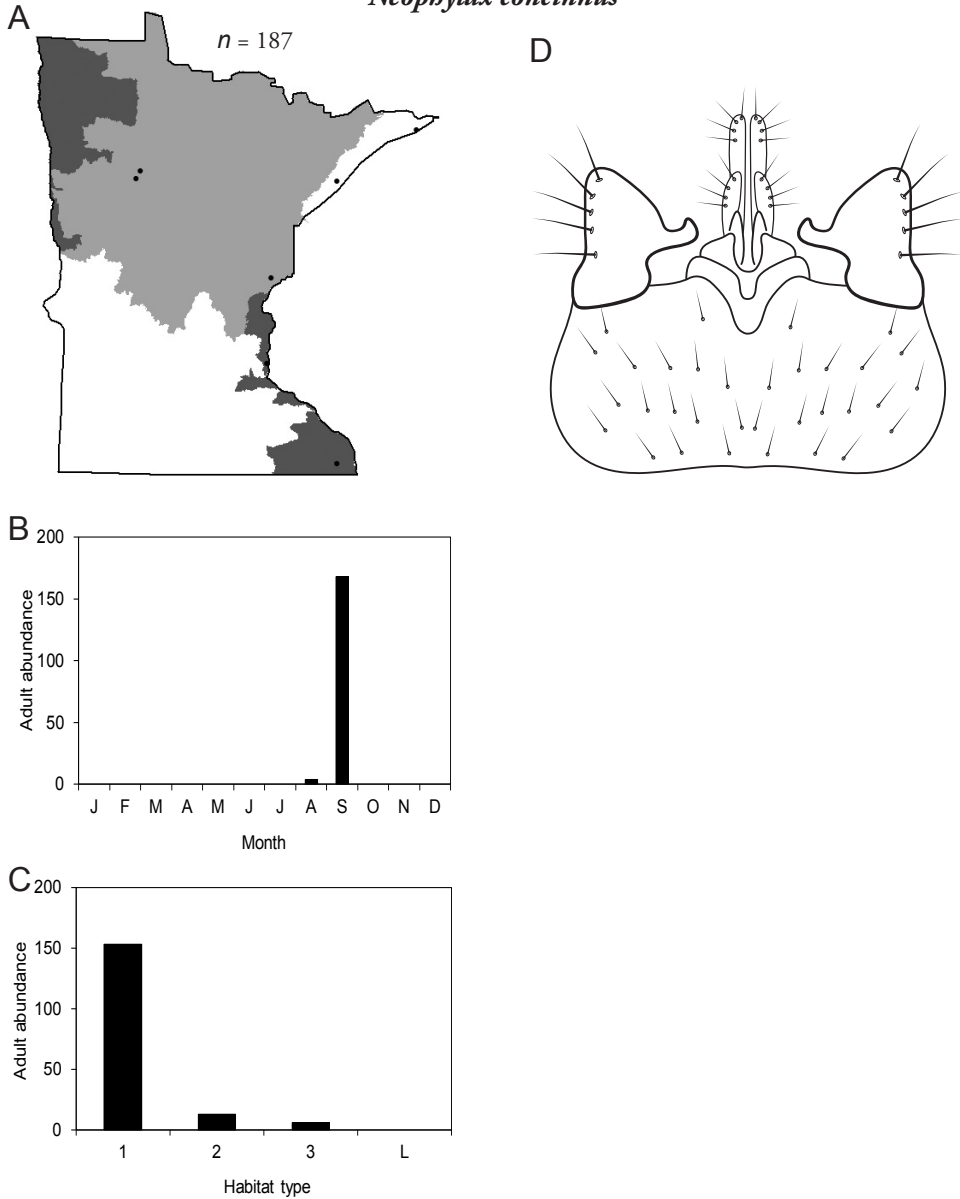 Neophylax concinnus
A
n = 187
D
B
200
150
100
50
0
Adult abundance
J F M A M J J A S O N D
Month
C
200
150
100
50
0
Adult abundance
1 2 3 L
Habitat type